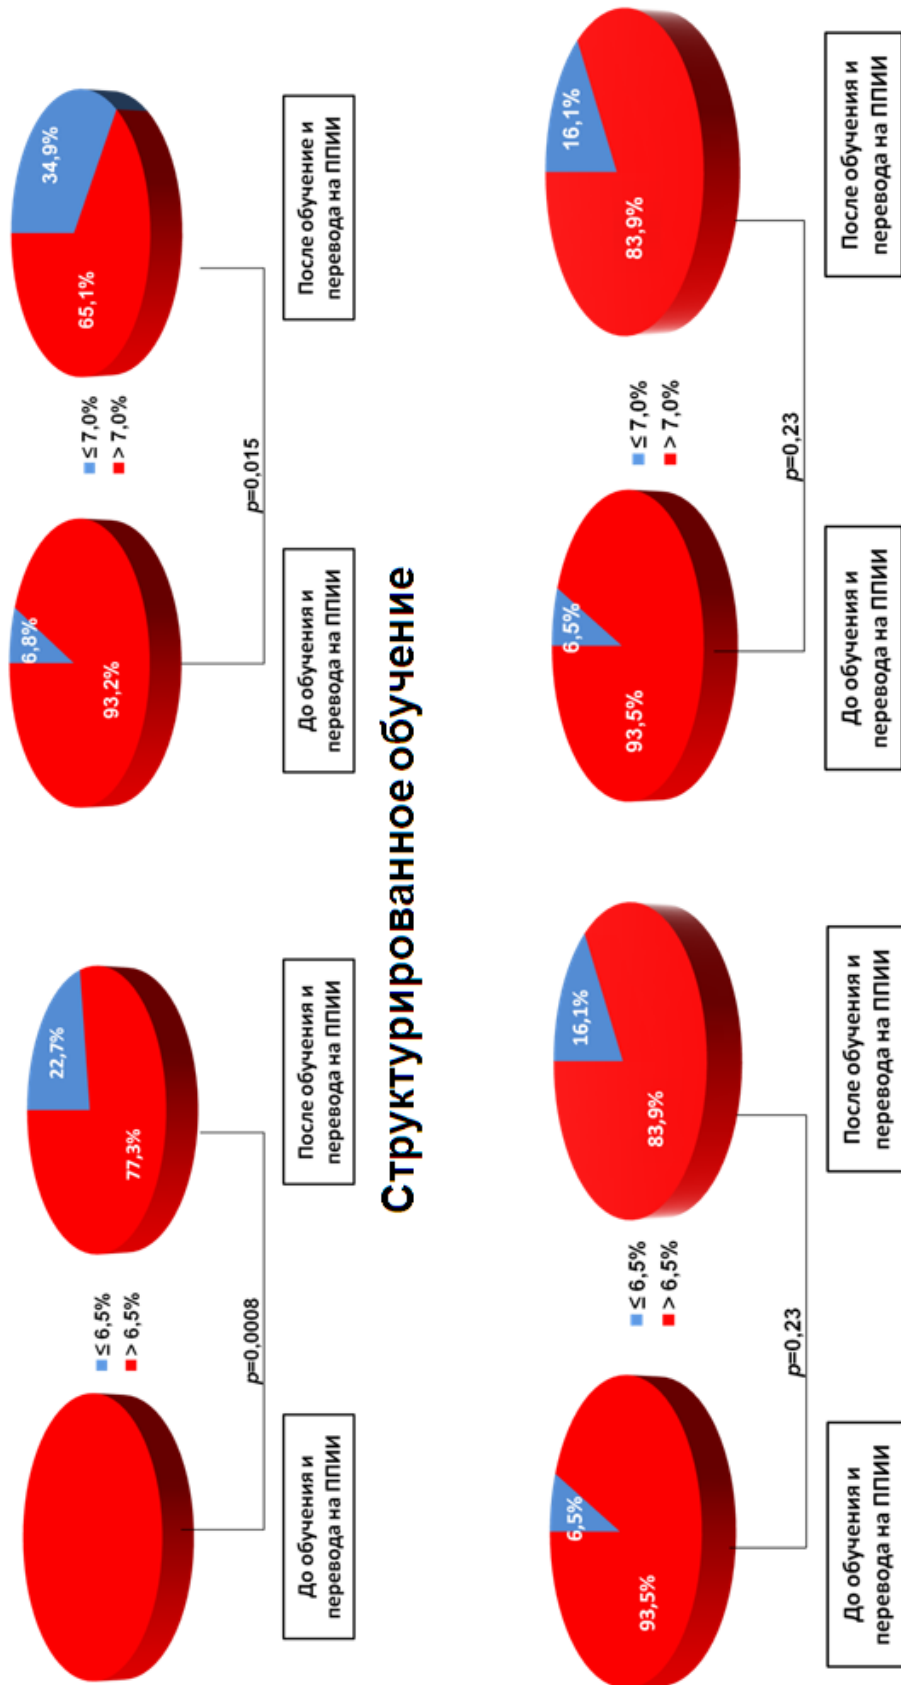 22,7%
77,3%
≤ 6,5%
> 6,5%
p=0,0008
До обучения и
перевода на ППИИ
После обучения и
перевода на ППИИ
6,8%
93,2%
34,9%
65,1%
≤ 7,0%
> 7,0%
p=0,015
До обучения и
перевода на ППИИ
После обучение и
перевода на ППИИ
Структурированное обучение
6,5%
93,5%
16,1%
83,9%
≤ 6,5%
> 6,5%
p=0,23
До обучения и
перевода на ППИИ
После обучения и
перевода на ППИИ
6,5%
93,5%
16,1%
83,9%
≤ 7,0%
> 7,0%
p=0,23
До обучения и
перевода на ППИИ
После обучения и
перевода на ППИИ